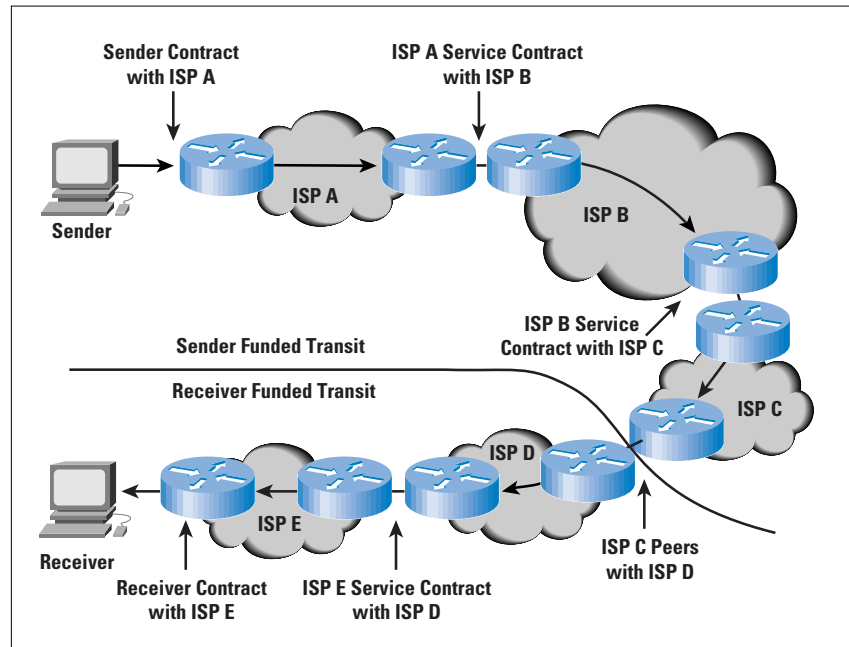 Sender Contract
with ISP A
ISP A Service Contract
with ISP B
ISP A
Sender
ISP B
ISP B Service
Contract with ISP C
Sender Funded Transit
Receiver Funded Transit
ISP C
ISP D
ISP E
Receiver
ISP C Peers
with ISP D
Receiver Contract
with ISP E
ISP E Service Contract
with ISP D